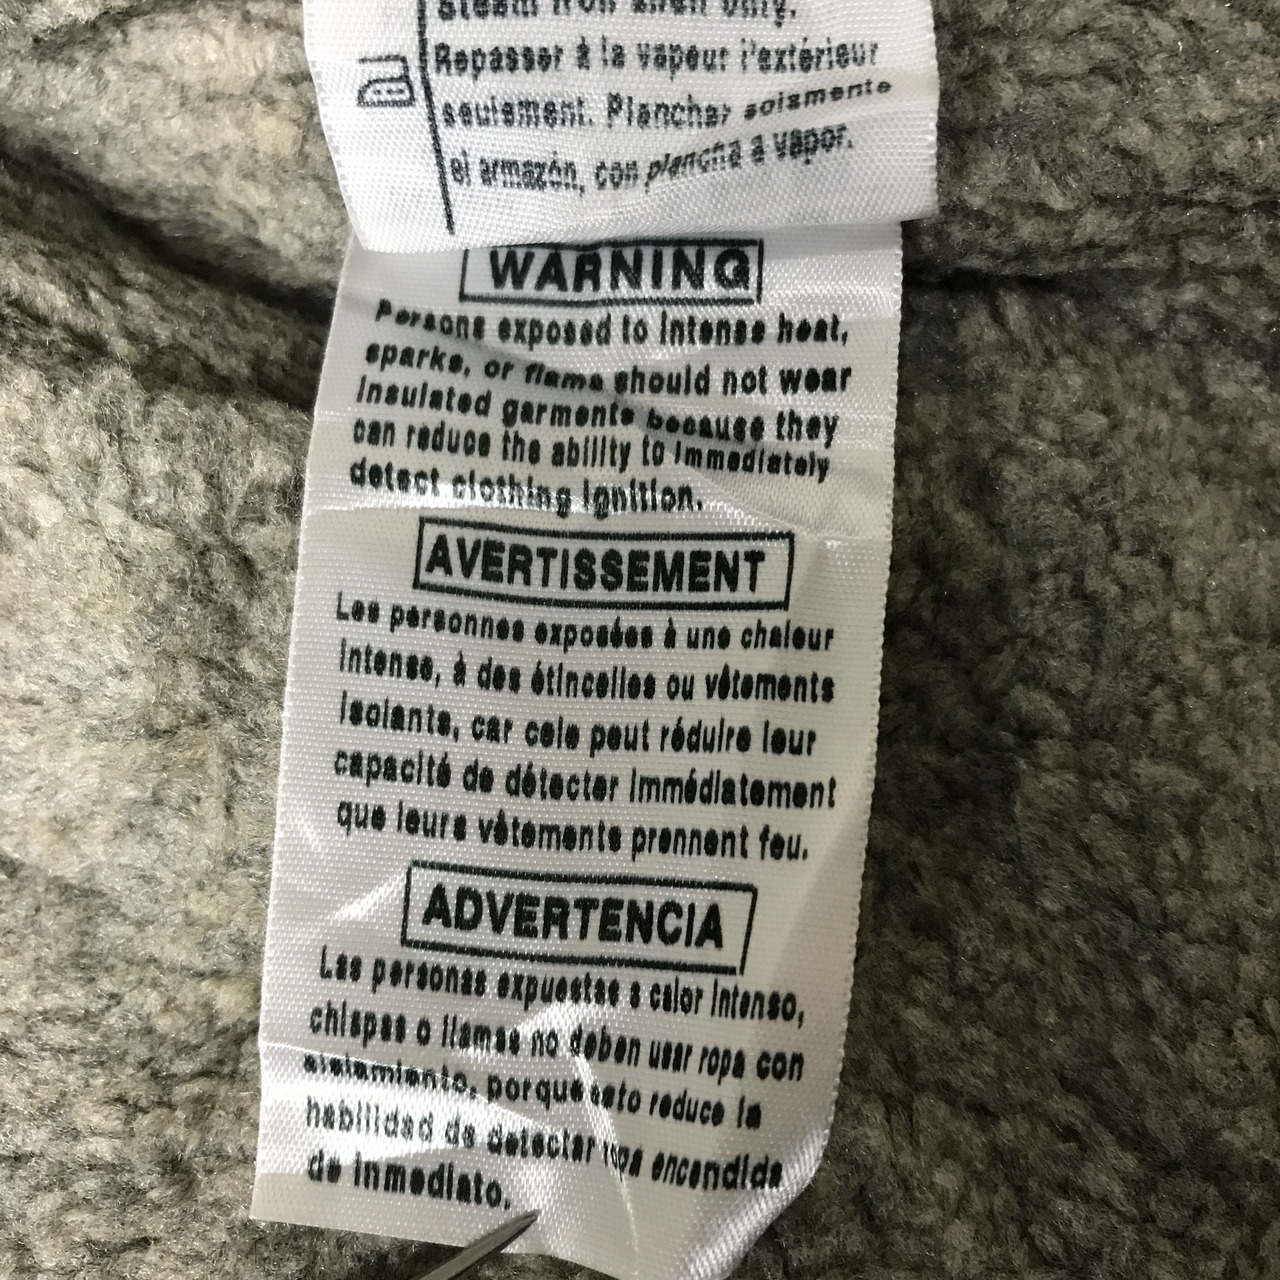 Steam iron shell only.
Repasser à la vapeur l'extérieur
seulement. Planchar solamente
el armazón, con plancha a vapor.
WARNING
Persons exposed to intense heat,
sparks, or flame should not wear
insulated garments because they
can reduce the ability to immediately
detect clothing ignition.
AVERTISSEMENT
Les personnes exposées à une chaleur
intense, à des étincelles ou vêtements
isolants, car cela peut réduire leur
capacité de détecter immédiatement
que leurs vêtements prennent feu.
ADVERTENCIA
Las personas expuestas a calor intenso,
chispas o llamas no deben usar ropa con
aislamiento, porque esto reduce la
habilidad de detectar ropa encendida
de inmediato.